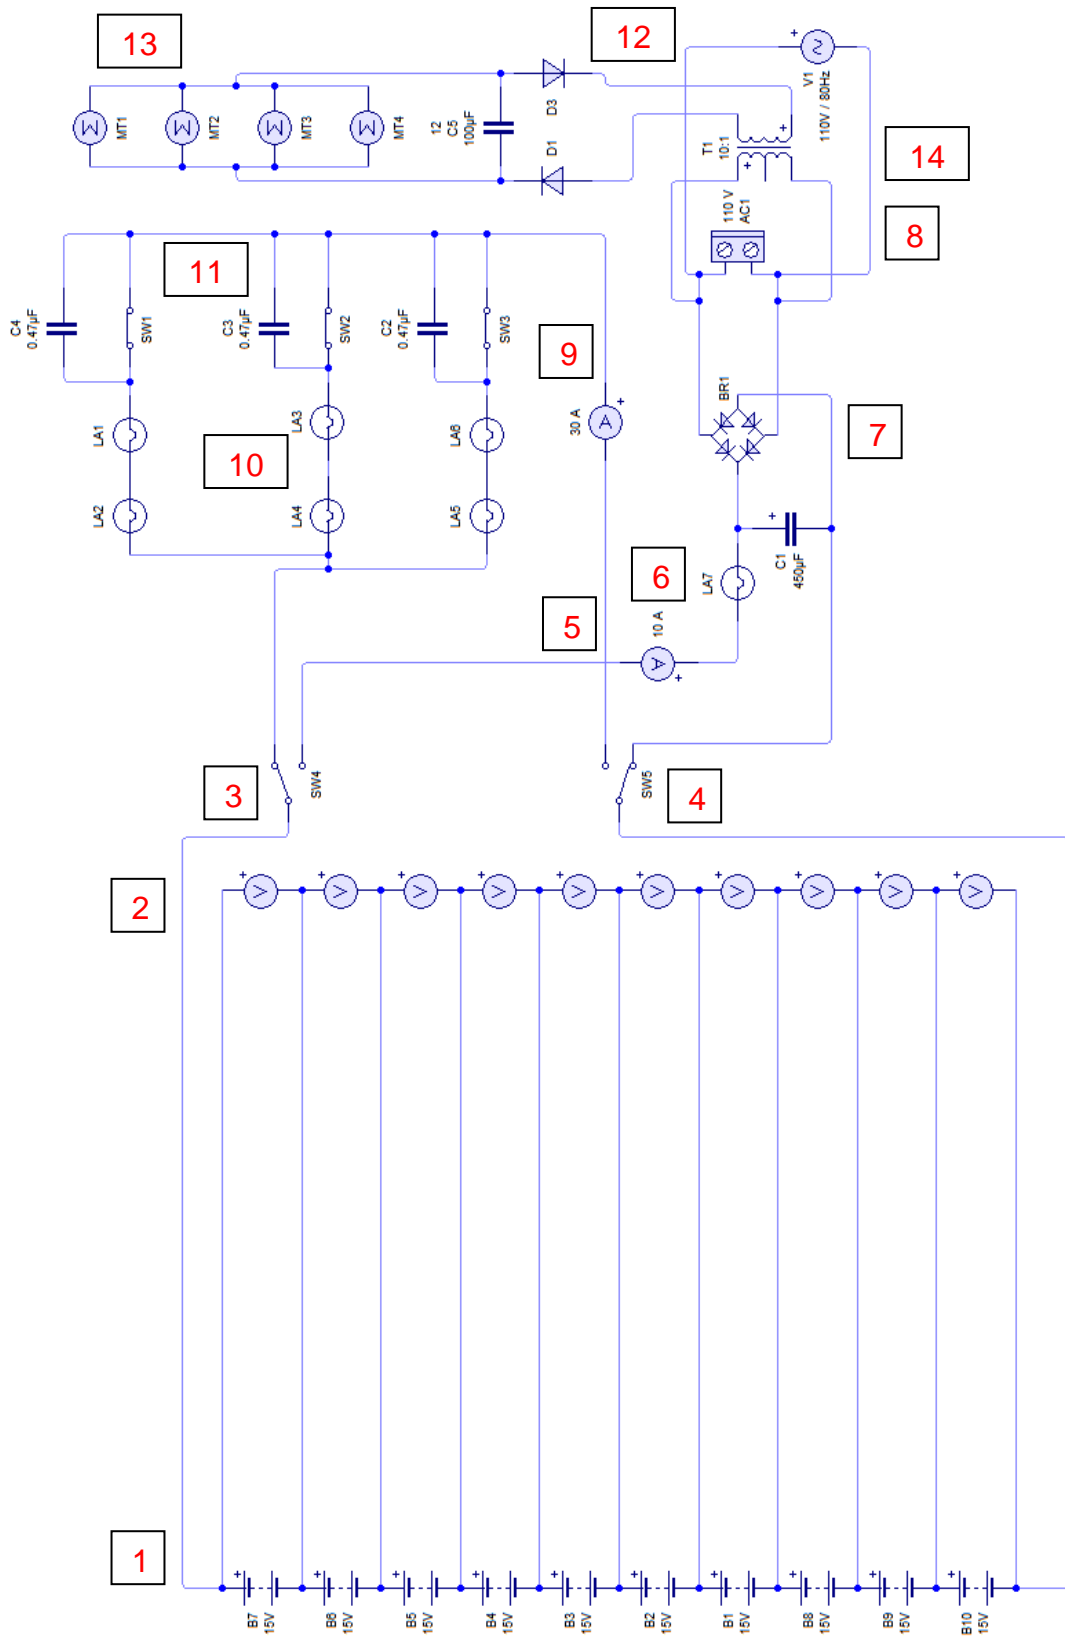 13
12
V1
110V / 80Hz
MT1
MT2
MT3
MT4
12
C5
100µF
D3
D1
T1
10:1
14
110 V
AC1
8
11
C4
0.47µF
SW1
C3
0.47µF
SW2
C2
0.47µF
SW3
9
30 A
BR1
7
LA1
LA3
LA6
10
LA2
LA4
LA5
6
LA7
C1
450µF
5
10 A
3
SW4
SW5
4
2
1
B7
15V
B6
15V
B5
15V
B4
15V
B3
15V
B2
15V
B1
15V
B8
15V
B9
15V
B10
15V